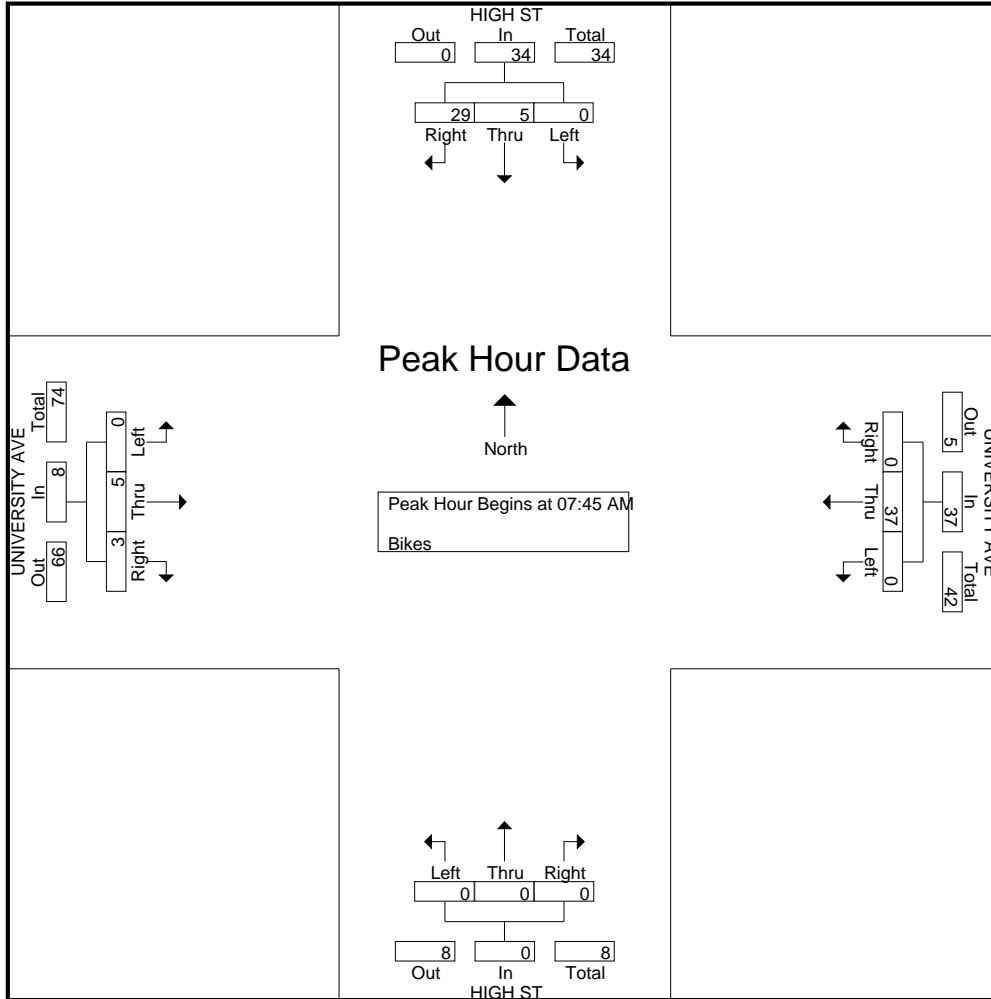 HIGH ST
Out In Total
0 34 34
29 5 0
Right Thru Left
Peak Hour Data
North
Peak Hour Begins at 07:45 AM
Bikes
UNIVERSITY AVE
Out In Total
66 8 74
3 5 0
Right Thru Left
UNIVERSITY AVE
Out In Total
5 37 42
0 37 0
Right Thru Left
Left Thru Right
0 0 0
8 0 8
Out In Total
HIGH ST